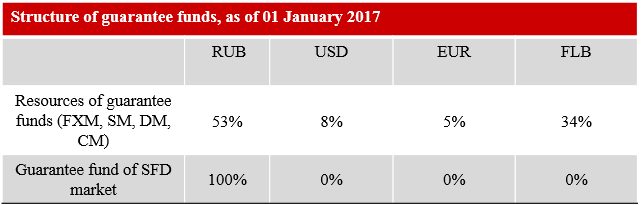 Structure of guarantee funds, as of 01 January 2017
RUB USD EUR FLB
Resources of guarantee
funds (FXM, SM, DM,
CM)
53% 8% 5% 34%
Guarantee fund of SFD
market
100% 0% 0% 0%